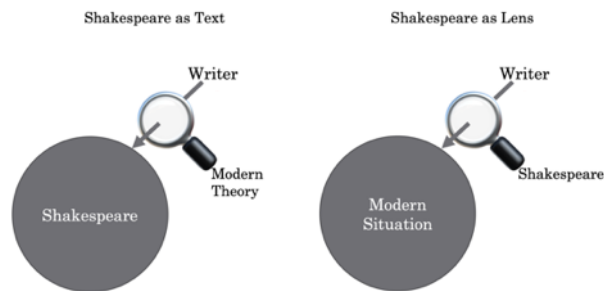 Shakespeare as Text
Shakespeare as Lens
Writer
Modern
Theory
Shakespeare
Writer
Shakespeare
Modern
Situation